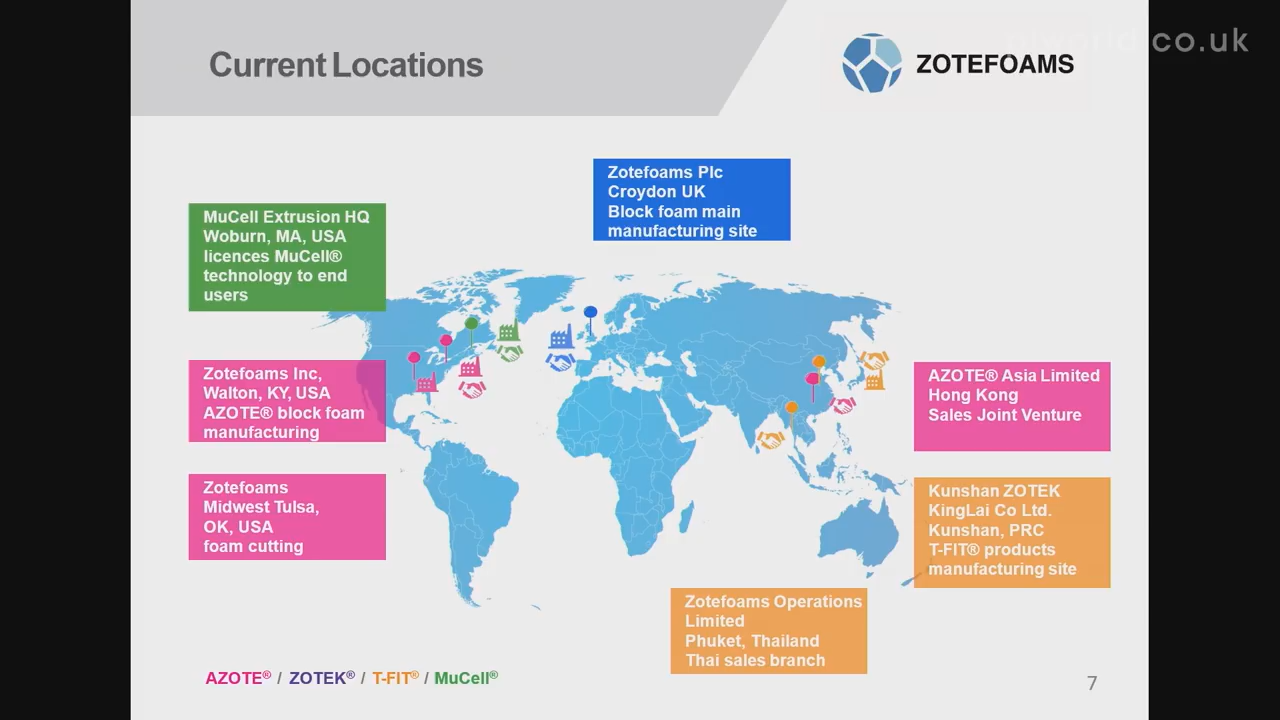 Current Locations
ZOTEFOAMS
.co.uk
Zotefoams Plc
Croydon UK
Block foam main
manufacturing site
MuCell Extrusion HQ
Woburn, MA, USA
licences MuCell®
technology to end
users
Zotefoams Inc,
Walton, KY, USA
AZOTE® block foam
manufacturing
AZOTE® Asia Limited
Hong Kong
Sales Joint Venture
Zotefoams
Midwest Tulsa,
OK, USA
foam cutting
Kunshan ZOTEK
KingLai Co Ltd.
Kunshan, PRC
T-FIT® products
manufacturing site
Zotefoams Operations
Limited
Phuket, Thailand
Thai sales branch
AZOTE® / ZOTEK® / T-FIT® / MuCell®
7